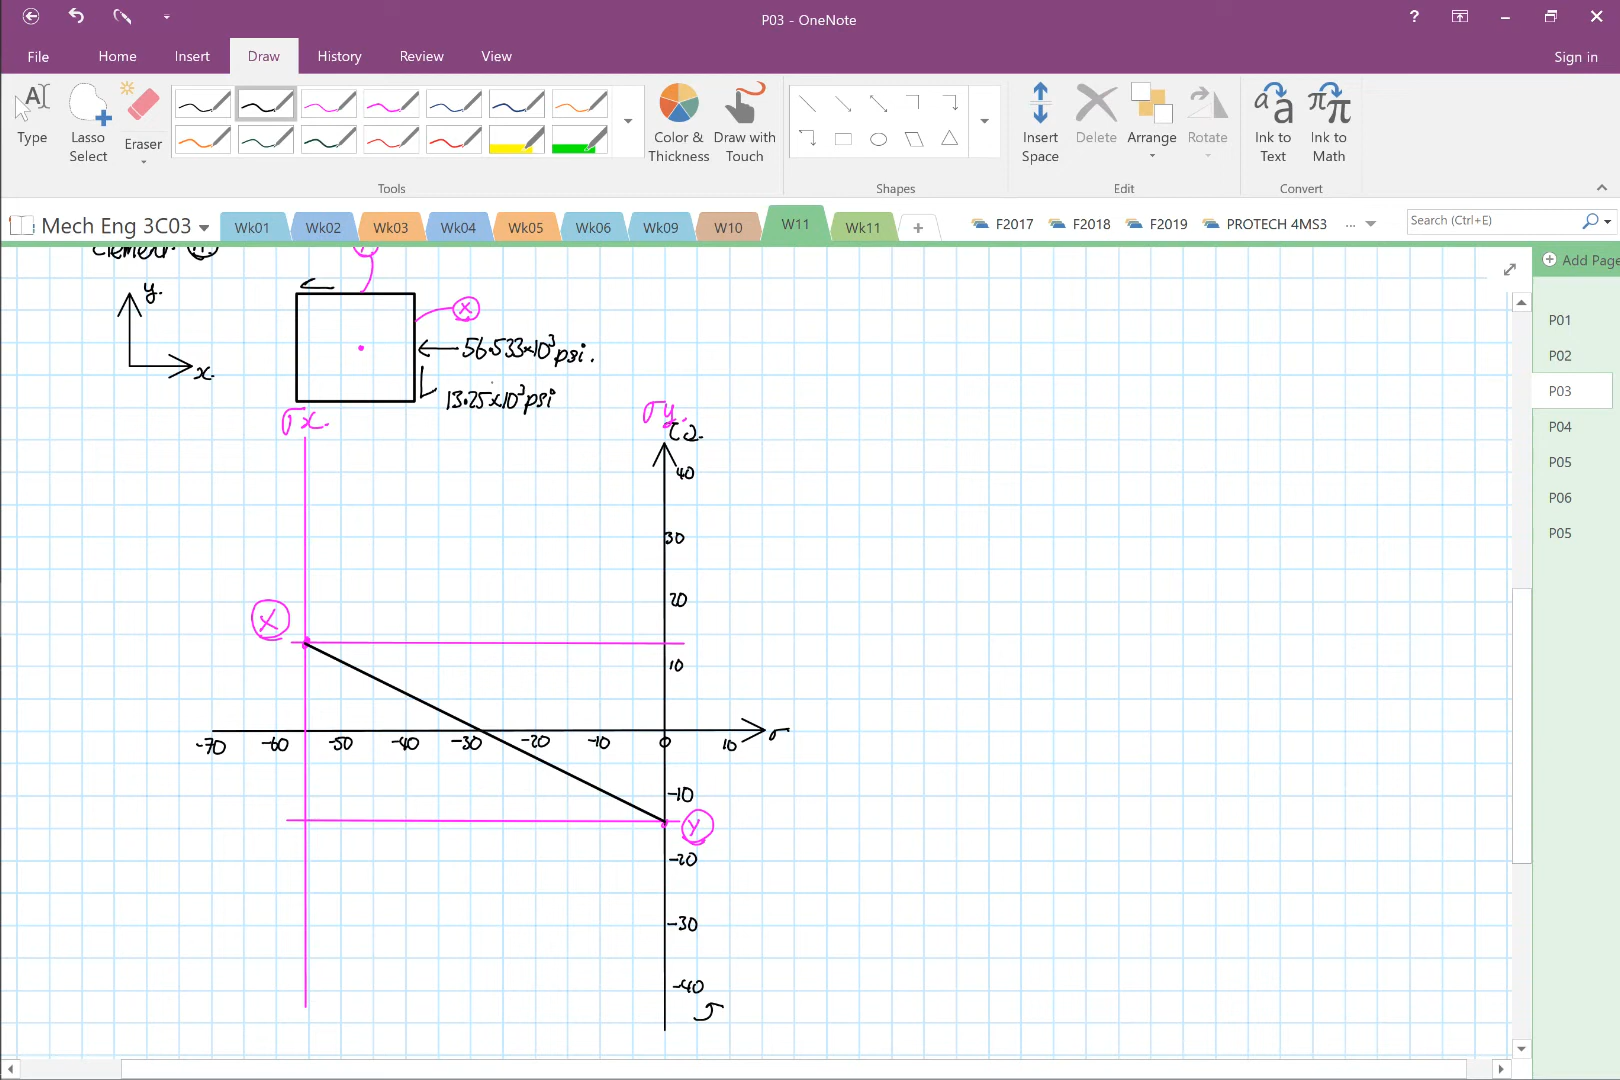 P03 - OneNote
?
File
Home
Insert
Draw
History
Review
View
Sign in
Type
Lasso Select
Eraser
Color & Thickness
Draw with Touch
Insert Space
Delete
Arrange
Rotate
Ink to Text
Ink to Math
Tools
Shapes
Edit
Convert
Mech Eng 3C03
Wk01
Wk02
Wk03
Wk04
Wk05
Wk06
Wk09
W10
W11
Wk11
F2017
F2018
F2019
PROTECH 4MS3
...
Search (Ctrl+E)
Add Page
P01
P02
P03
P04
P05
P06
P05
Element
y.
x.
X
56.533x10³ psi.
13.25x10³ psi
σx.
σy.
40
30
20
X
10
-70 -60 -50 -40 -30 -20 -10 0 10 σ
-10
Y
-20
-30
-40